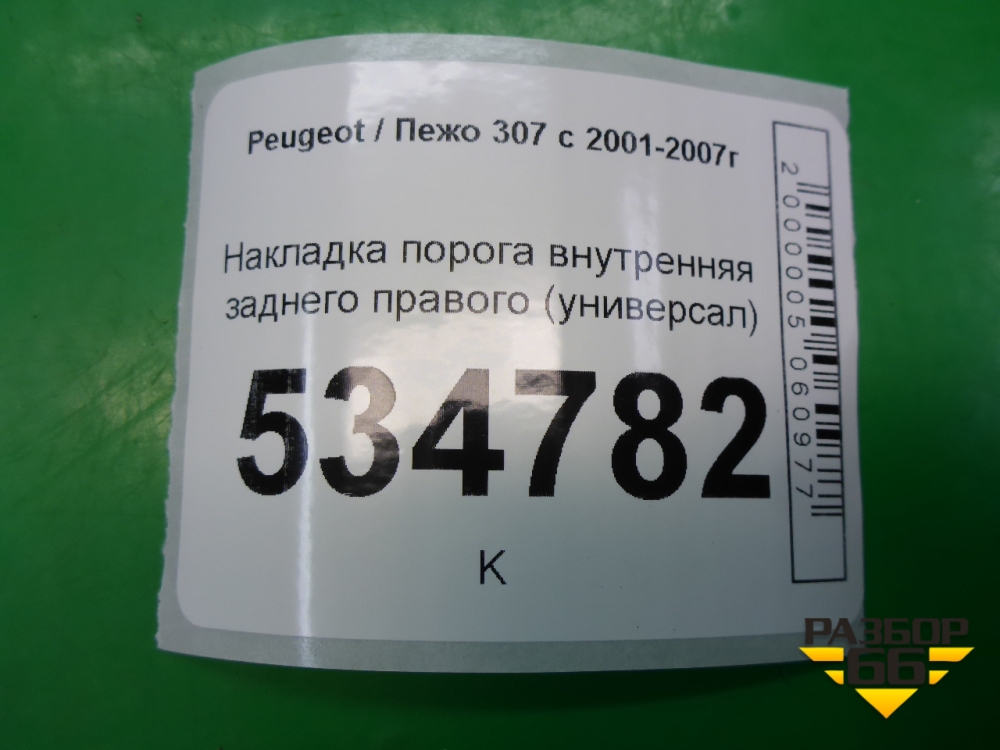 Peugeot / Пежо 307 с 2001-2007г
Накладка порога внутренняя
заднего правого (универсал)
534782
К
2000005060977
РАЗБОР
66